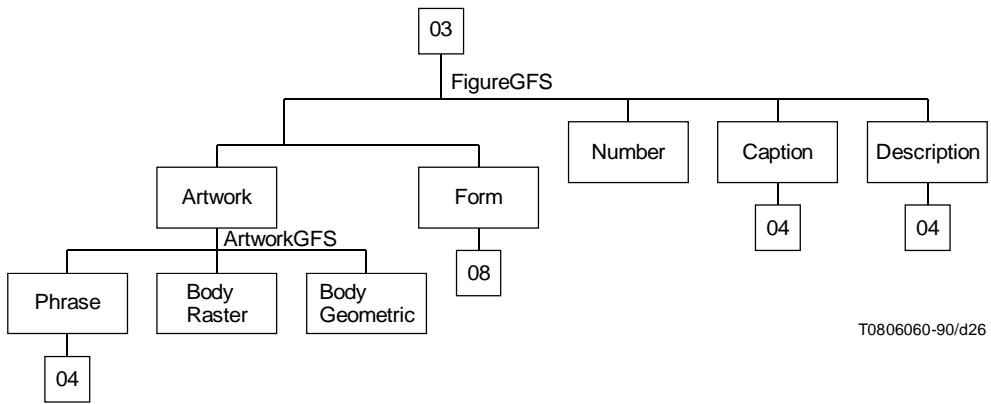 03
FigureGFS
Number
Caption
Description
Artwork
Form
04
04
ArtworkGFS
08
Phrase
Body
Raster
Body
Geometric
T0806060-90/d26
04